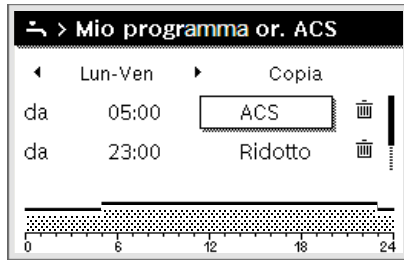 > Mio programma or. ACS
Lun-Ven Copia
da 05:00 ACS
da 23:00 Ridotto
0 6 12 18 24